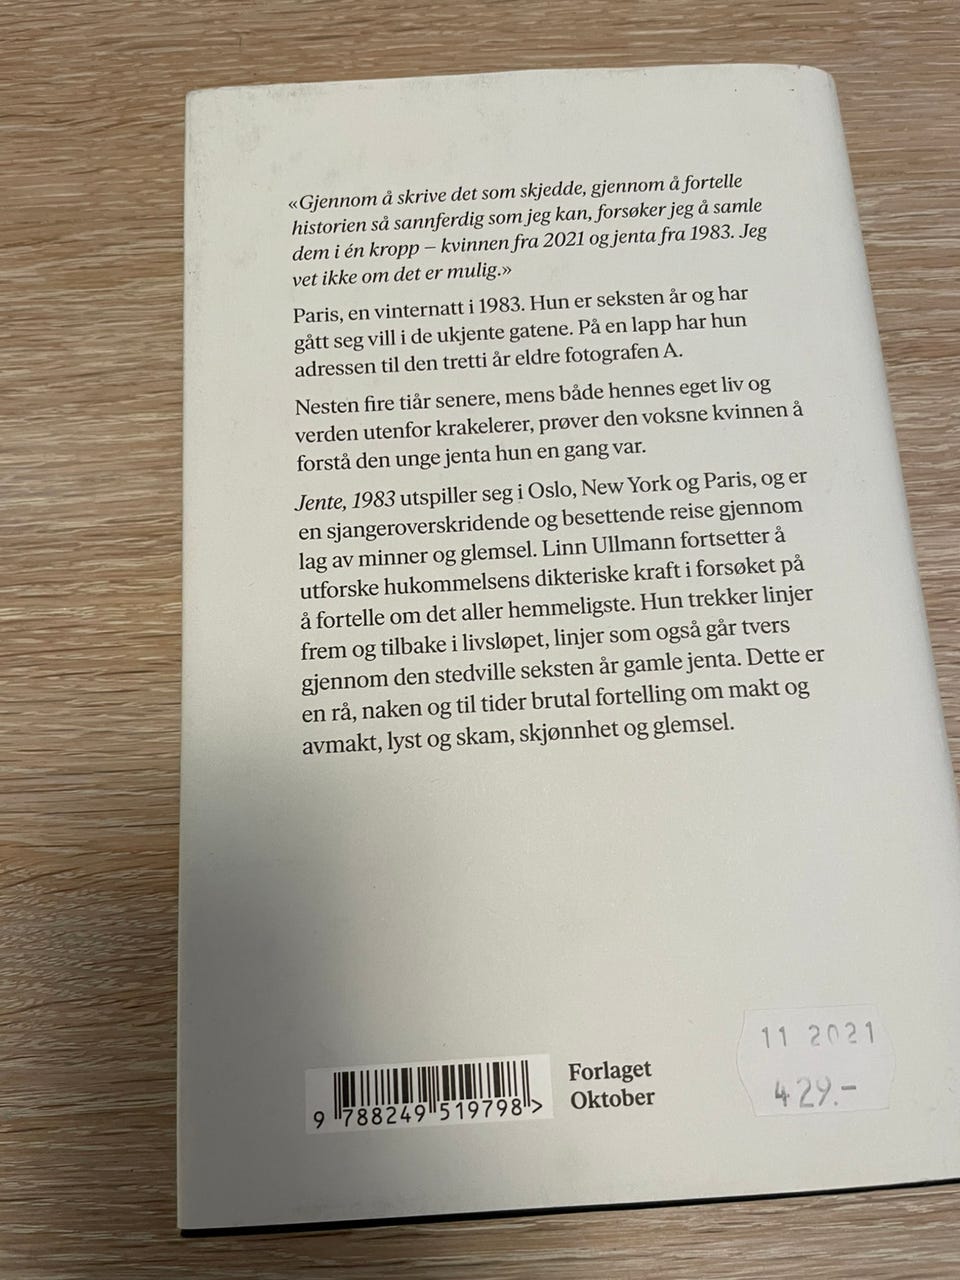 «Gjennom å skrive det som skjedde, gjennom å fortelle
historien så sannferdig som jeg kan, forsøker jeg å samle
dem i én kropp – kvinnen fra 2021 og jenta fra 1983. Jeg
vet ikke om det er mulig.»
Paris, en vinternatt i 1983. Hun er seksten år og har
gått seg vill i de ukjente gatene. På en lapp har hun
adressen til den tretti år eldre fotografen A.
Nesten fire tiår senere, mens både hennes eget liv og
verden utenfor krakelerer, prøver den voksne kvinnen å
forstå den unge jenta hun en gang var.
Jente, 1983 utspiller seg i Oslo, New York og Paris, og er
en sjangeroverskridende og besettende reise gjennom
lag av minner og glemsel. Linn Ullmann fortsetter å
utforske hukommelsens dikteriske kraft i forsøket på
å fortelle om det aller hemmeligste. Hun trekker linjer
frem og tilbake i livsløpet, linjer som også går tvers
gjennom den stedville seksten år gamle jenta. Dette er
en rå, naken og til tider brutal fortelling om makt og
avmakt, lyst og skam, skjønnhet og glemsel.
9 788249 519798 >
Forlaget
Oktober
11 2021
429.-